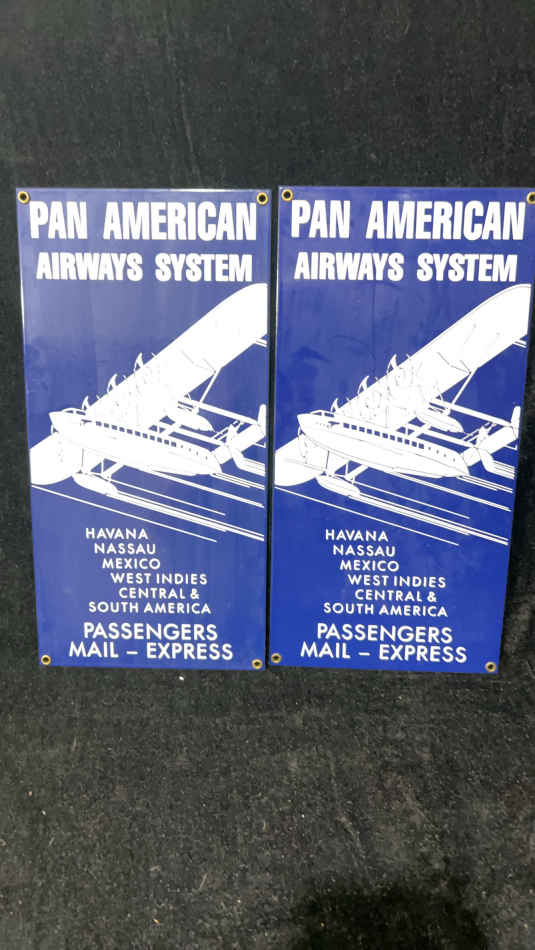 PAN AMERICAN
AIRWAYS SYSTEM
HAVANA
NASSAU
MEXICO
WEST INDIES
CENTRAL &
SOUTH AMERICA
PASSENGERS
MAIL – EXPRESS
PAN AMERICAN
AIRWAYS SYSTEM
HAVANA
NASSAU
MEXICO
WEST INDIES
CENTRAL &
SOUTH AMERICA
PASSENGERS
MAIL – EXPRESS